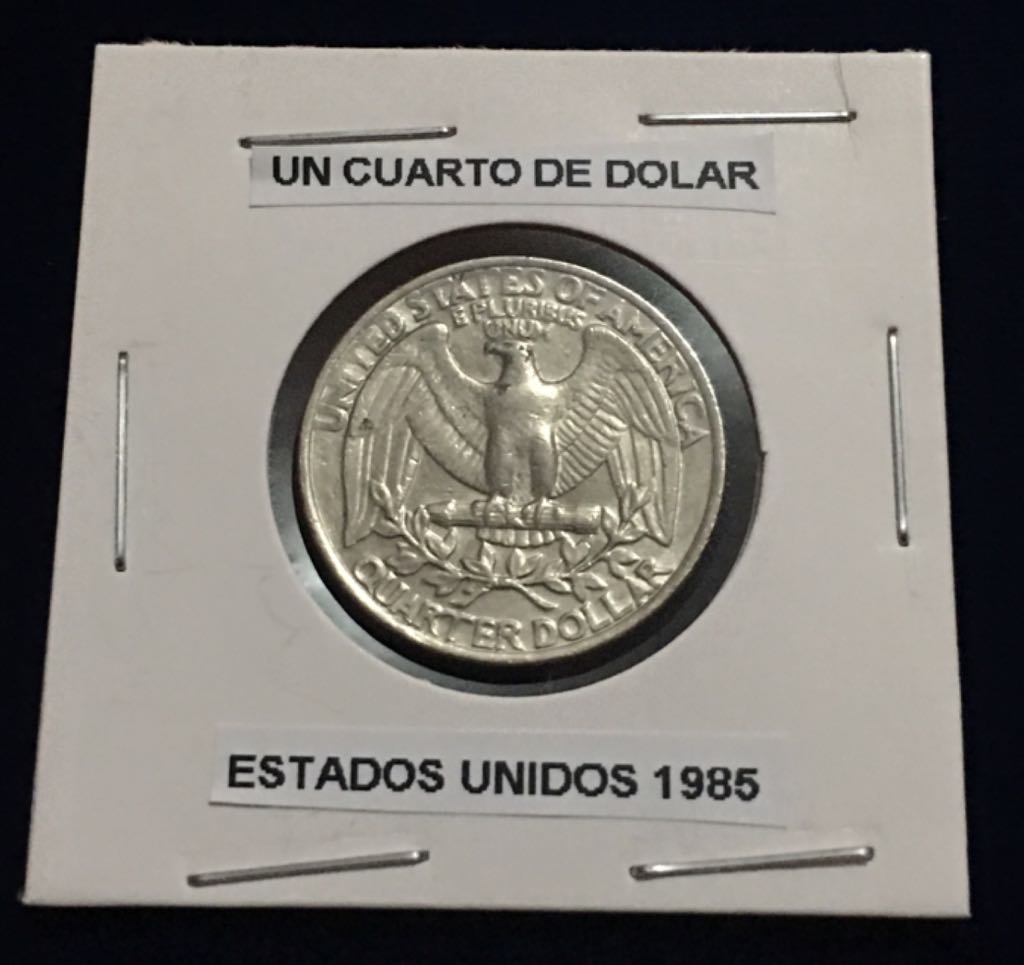 UN CUARTO DE DOLAR
UNITED STATES OF AMERICA
E PLURIBUS
UNUM
QUARTER DOLLAR
ESTADOS UNIDOS 1985